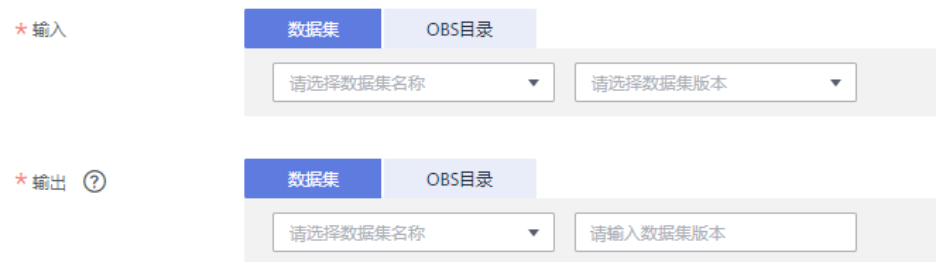 * 输入 数据集 OBS目录
请选择数据集名称 请选择数据集版本
* 输出 ? 数据集 OBS目录
请选择数据集名称 请输入数据集版本